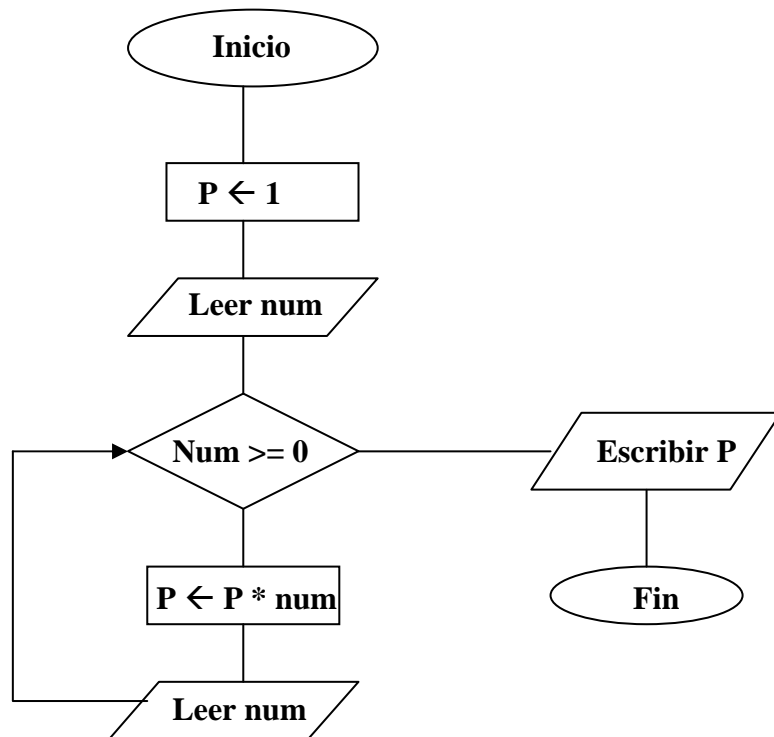 Inicio
P ← 1
Leer num
Num >= 0
Escribir P
P ← P * num
Fin
Leer num